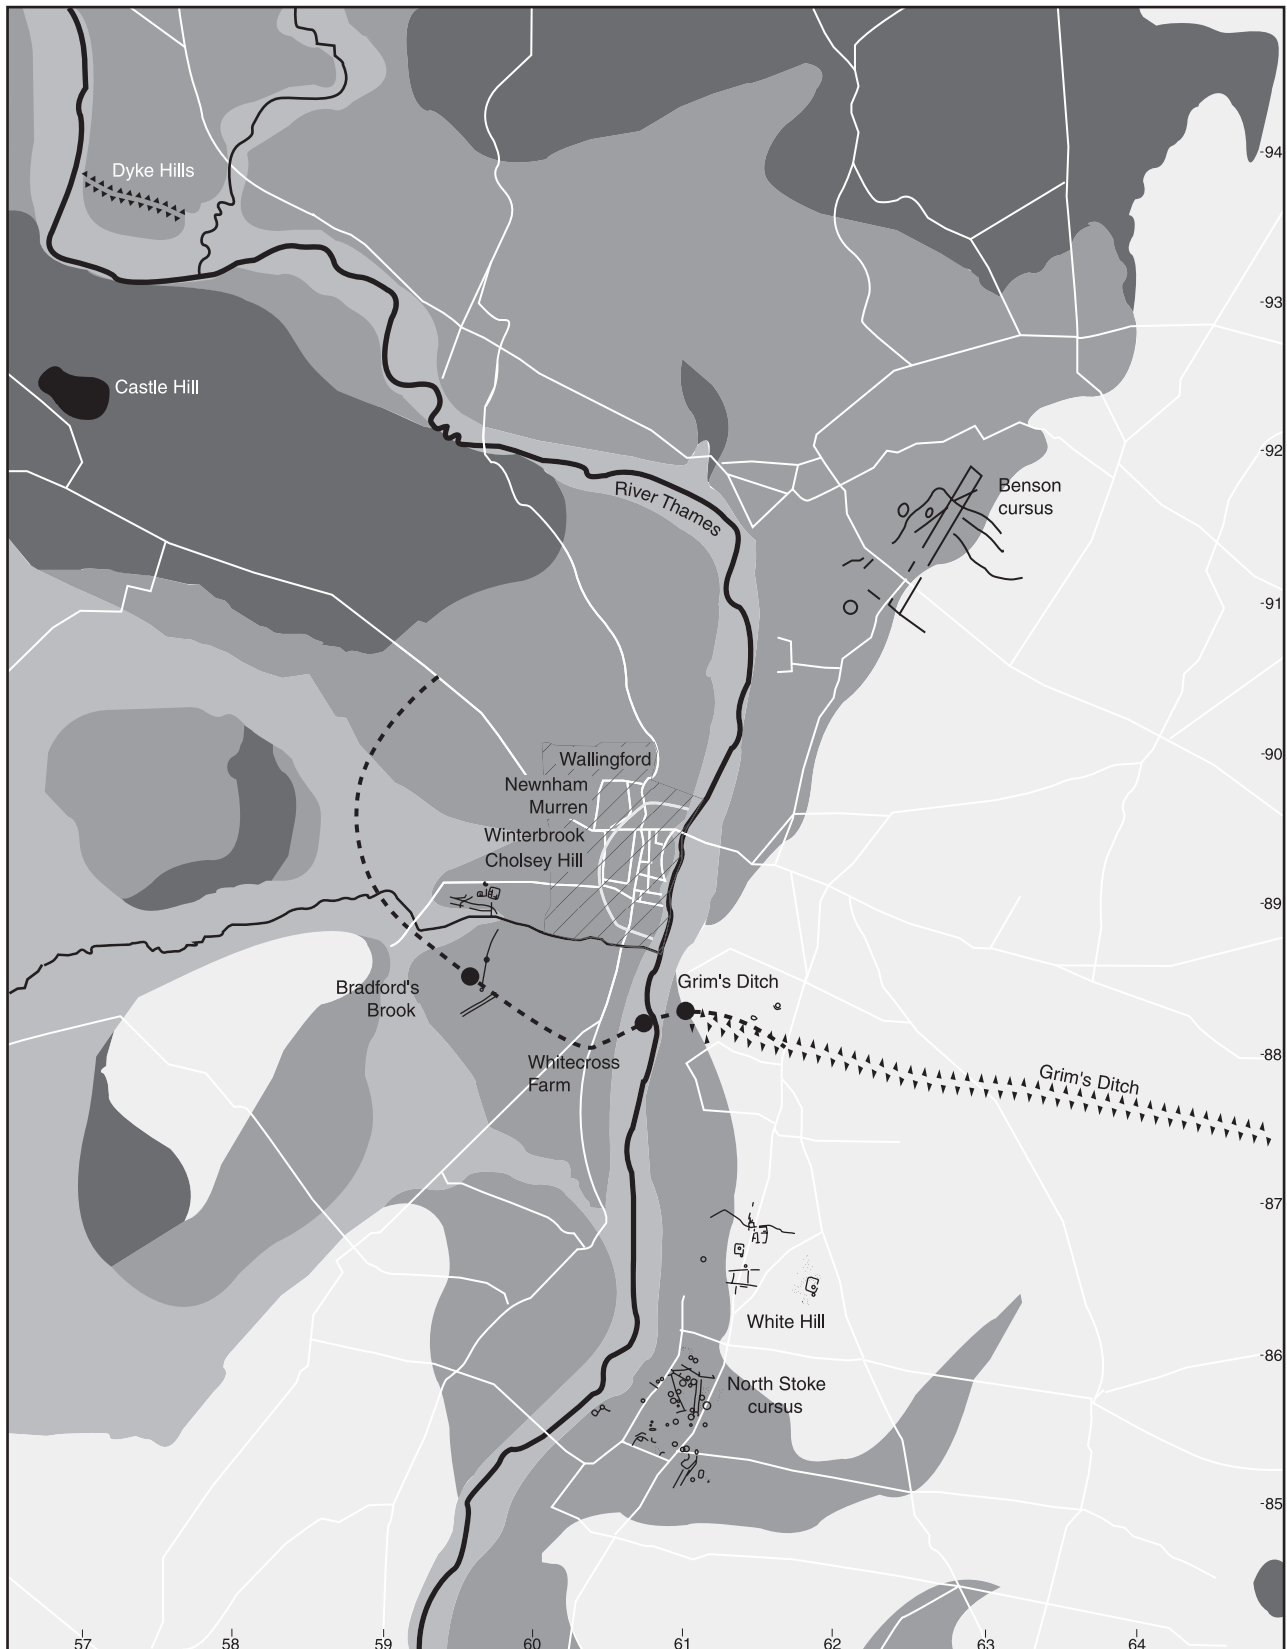 -94
Dyke Hills
-93
Castle Hill
-92
River Thames
Benson
cursus
-91
-90
Wallingford
Newnham
Murren
Winterbrook
Cholsey Hill
-89
Grim's Ditch
Bradford's
Brook
-88
Whitecross
Farm
Grim's Ditch
-87
White Hill
-86
North Stoke
cursus
-85
57
58
59
60
61
62
63
64